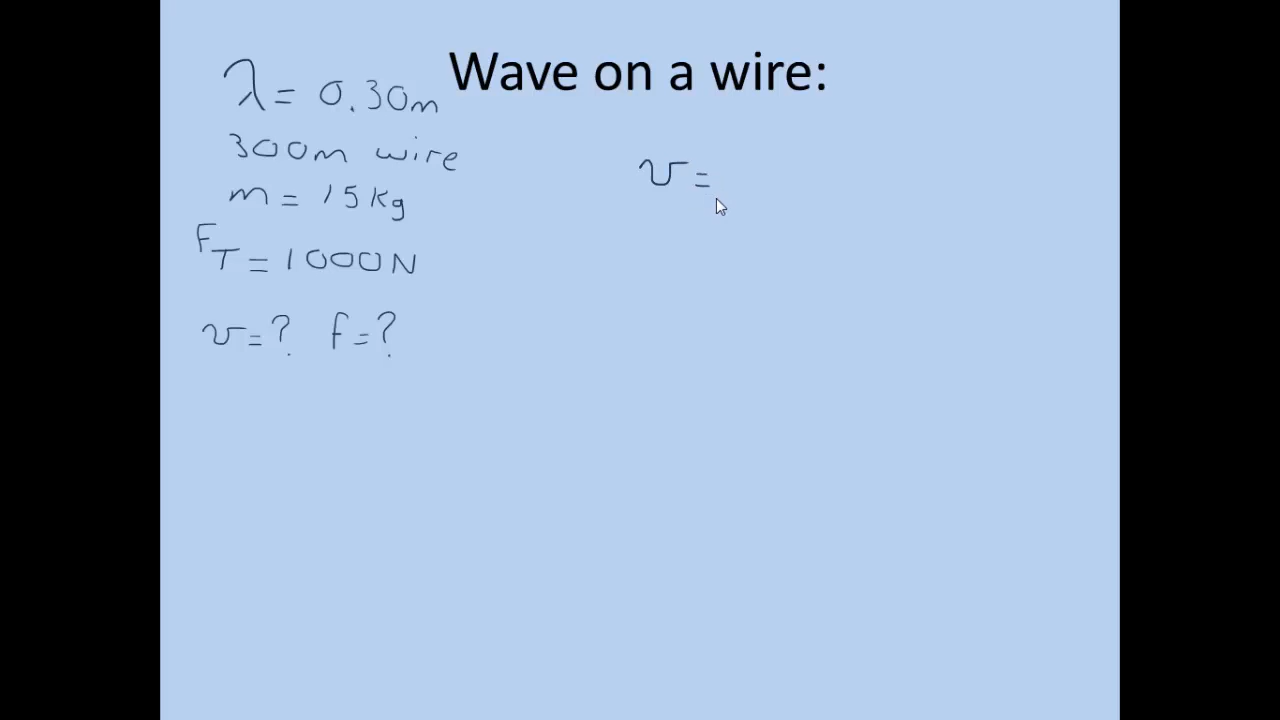 Wave on a wire:
λ = 0.30m
300m wire
m = 15kg
F_T = 1000N
v = ? f = ?
v =